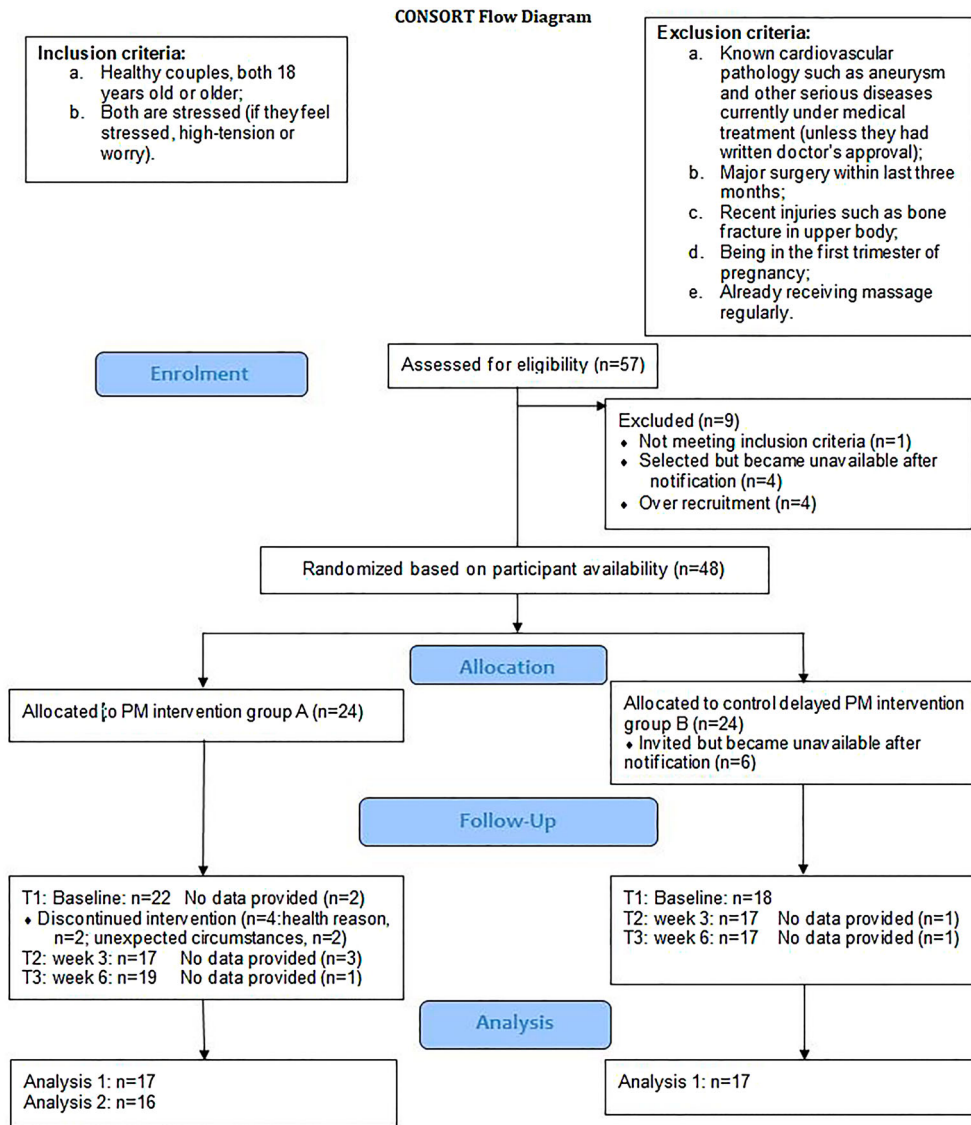 CONSORT Flow Diagram
Inclusion criteria:
a. Healthy couples, both 18
years old or older;
b. Both are stressed (if they feel
stressed, high-tension or
worry).
Exclusion criteria:
a. Known cardiovascular
pathology such as aneurysm
and other serious diseases
currently under medical
treatment (unless they had
written doctor's approval);
b. Major surgery within last three
months;
c. Recent injuries such as bone
fracture in upper body;
d. Being in the first trimester of
pregnancy;
e. Already receiving massage
regularly.
Enrolment
Assessed for eligibility (n=57)
Excluded (n=9)
♦ Not meeting inclusion criteria (n=1)
♦ Selected but became unavailable after
notification (n=4)
♦ Over recruitment (n=4)
Randomized based on participant availability (n=48)
Allocation
Allocated to PM intervention group A (n=24)
Allocated to control delayed PM intervention
group B (n=24)
♦ Invited but became unavailable after
notification (n=6)
Follow-Up
T1: Baseline: n=22 No data provided (n=2)
♦ Discontinued intervention (n=4:health reason,
n=2; unexpected circumstances, n=2)
T2: week 3: n=17 No data provided (n=3)
T3: week 6: n=19 No data provided (n=1)
T1: Baseline: n=18
T2: week 3: n=17 No data provided (n=1)
T3: week 6: n=17 No data provided (n=1)
Analysis
Analysis 1: n=17
Analysis 2: n=16
Analysis 1: n=17